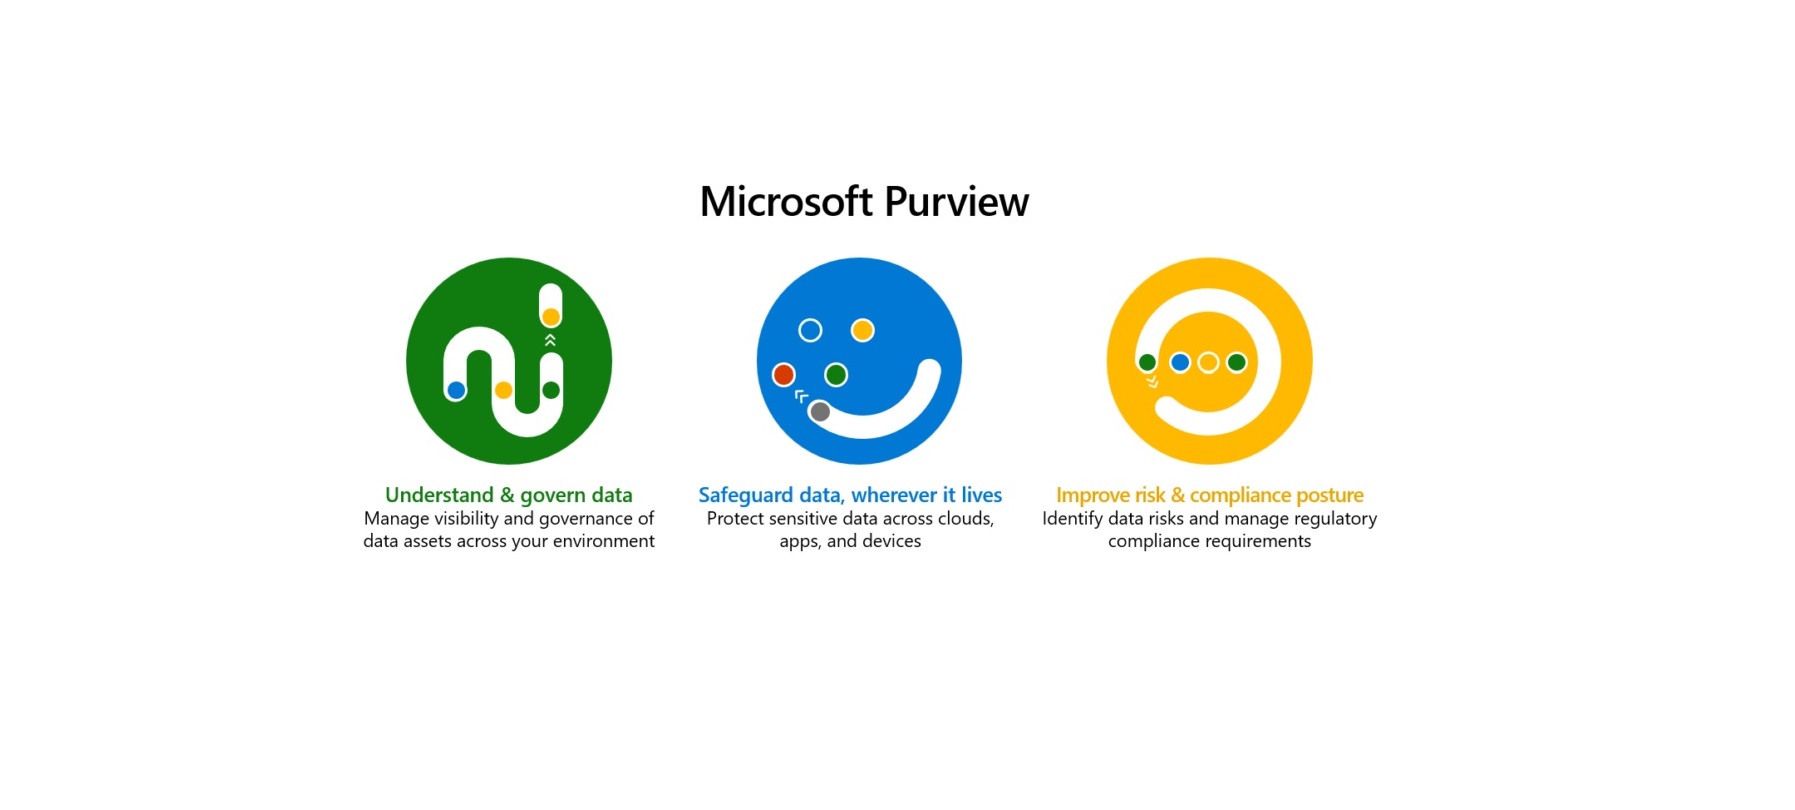 Microsoft Purview
Understand & govern data
Manage visibility and governance of
data assets across your environment
Safeguard data, wherever it lives
Protect sensitive data across clouds,
apps, and devices
Improve risk & compliance posture
Identify data risks and manage regulatory
compliance requirements